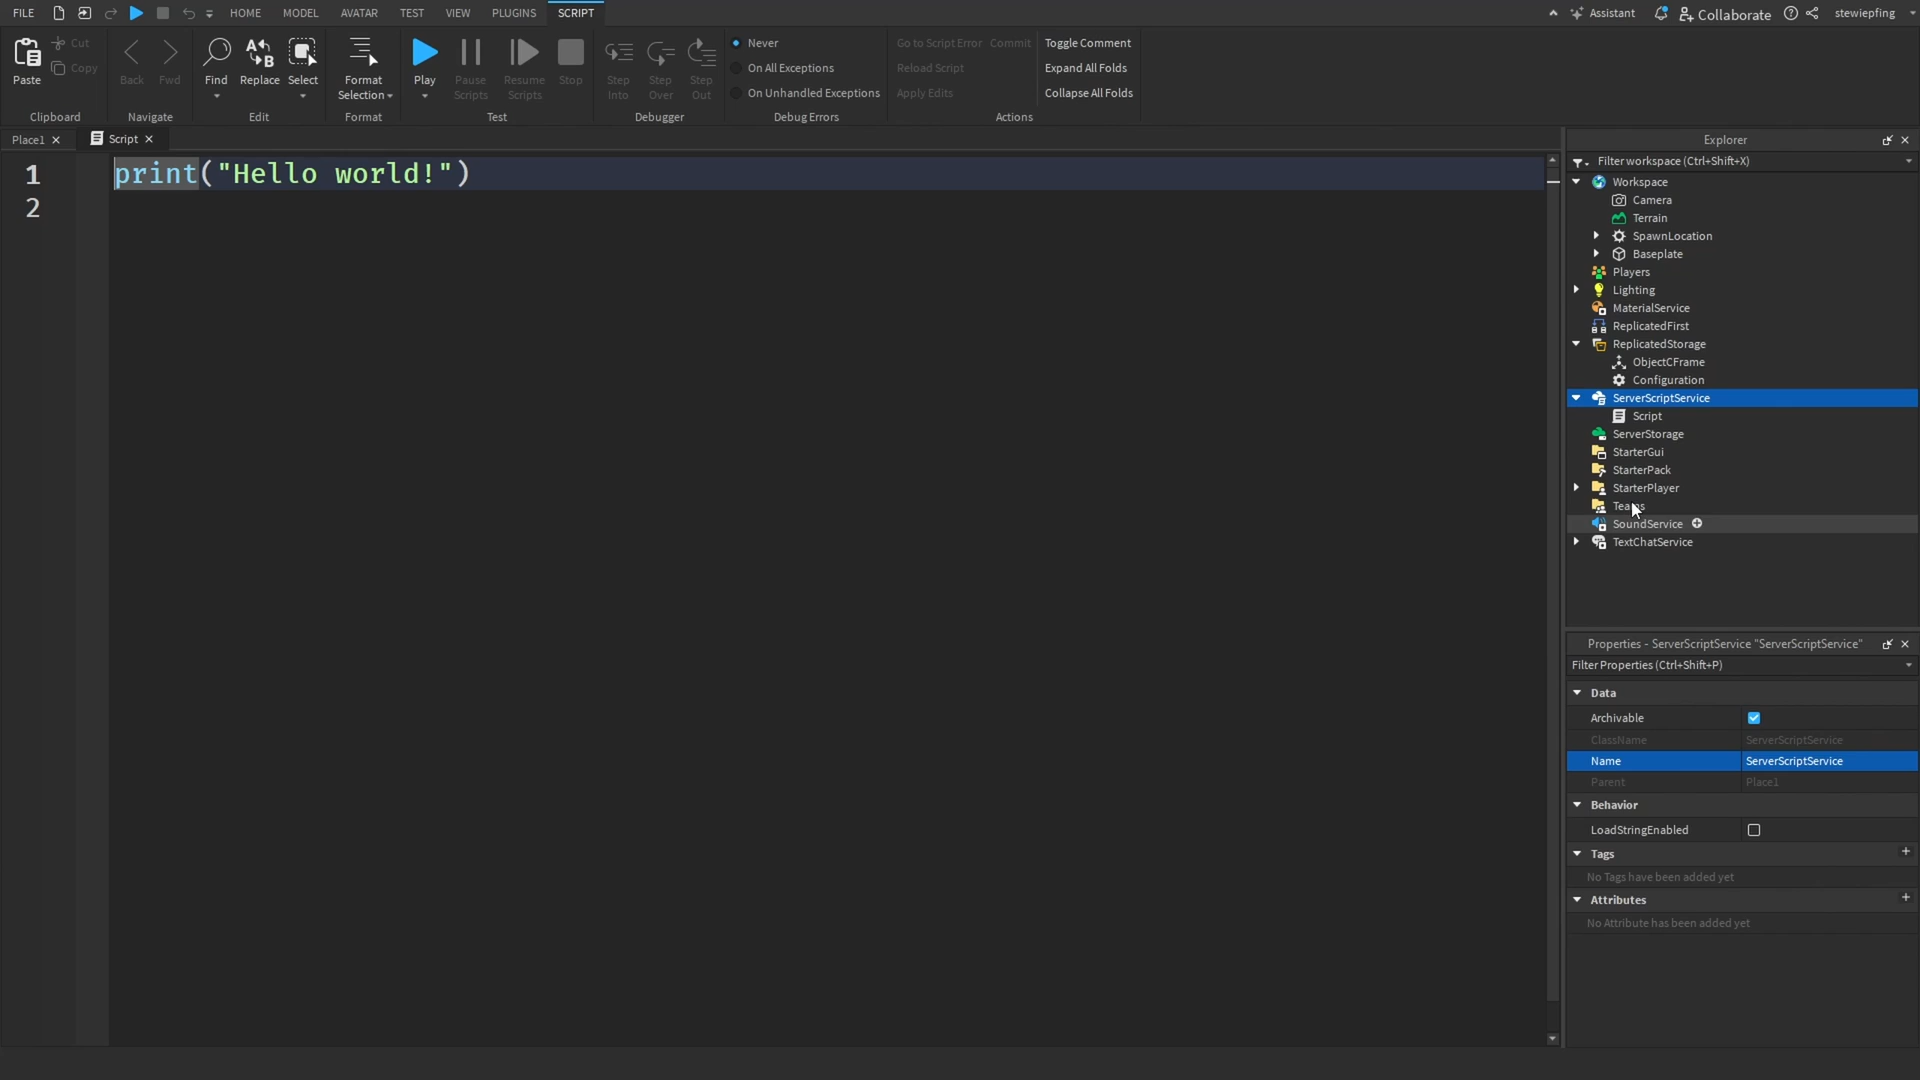 FILE HOME MODEL AVATAR TEST VIEW PLUGINS SCRIPT Assistant Collaborate stewiepfing
Paste Cut Copy Back Fwd Find Replace Select Format Selection Play Pause Scripts Resume Scripts Stop Step Into Step Over Step Out
Never
On All Exceptions
On Unhandled Exceptions
Go to Script Error Commit
Reload Script
Apply Edits
Toggle Comment
Expand All Folds
Collapse All Folds
Clipboard Navigate Edit Format Test Debugger Debug Errors Actions
Place1 Script
1 print("Hello world!")
2
Explorer
Filter workspace (Ctrl+Shift+X)
Workspace
Camera
Terrain
SpawnLocation
Baseplate
Players
Lighting
MaterialService
ReplicatedFirst
ReplicatedStorage
ObjectCFrame
Configuration
ServerScriptService
Script
ServerStorage
StarterGui
StarterPack
StarterPlayer
Teams
SoundService
TextChatService
Properties - ServerScriptService "ServerScriptService"
Filter Properties (Ctrl+Shift+P)
Data
Archivable
ClassName ServerScriptService
Name ServerScriptService
Parent Place1
Behavior
LoadStringEnabled
Tags
No Tags have been added yet
Attributes
No Attribute has been added yet